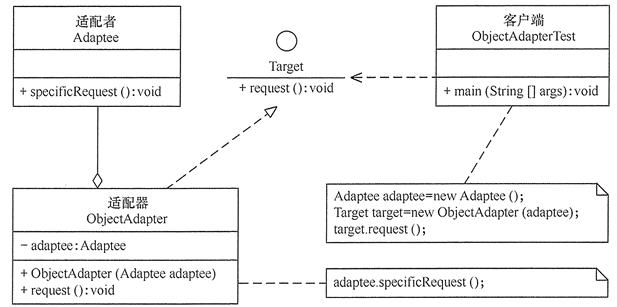 适配者
Adaptee
+ specificRequest (): void
Target
+ request (): void
客户端
ObjectAdapterTest
+ main (String [] args): void
适配器
ObjectAdapter
− adaptee: Adaptee
+ ObjectAdapter (Adaptee adaptee)
+ request (): void
Adaptee adaptee=new Adaptee ();
Target target=new ObjectAdapter (adaptee);
target.request ();
adaptee.specificRequest ();